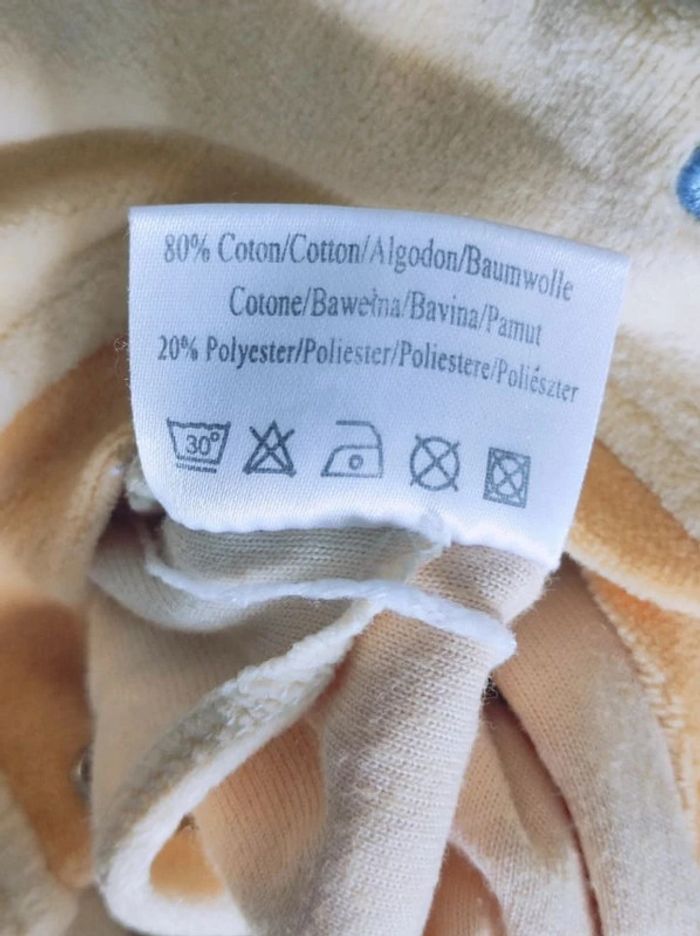 80% Coton/Cotton/Algodon/Baumwolle
Cotone/Bawełna/Bavina/Pamut
20% Polyester/Poliester/Poliestere/Poliészter
30°